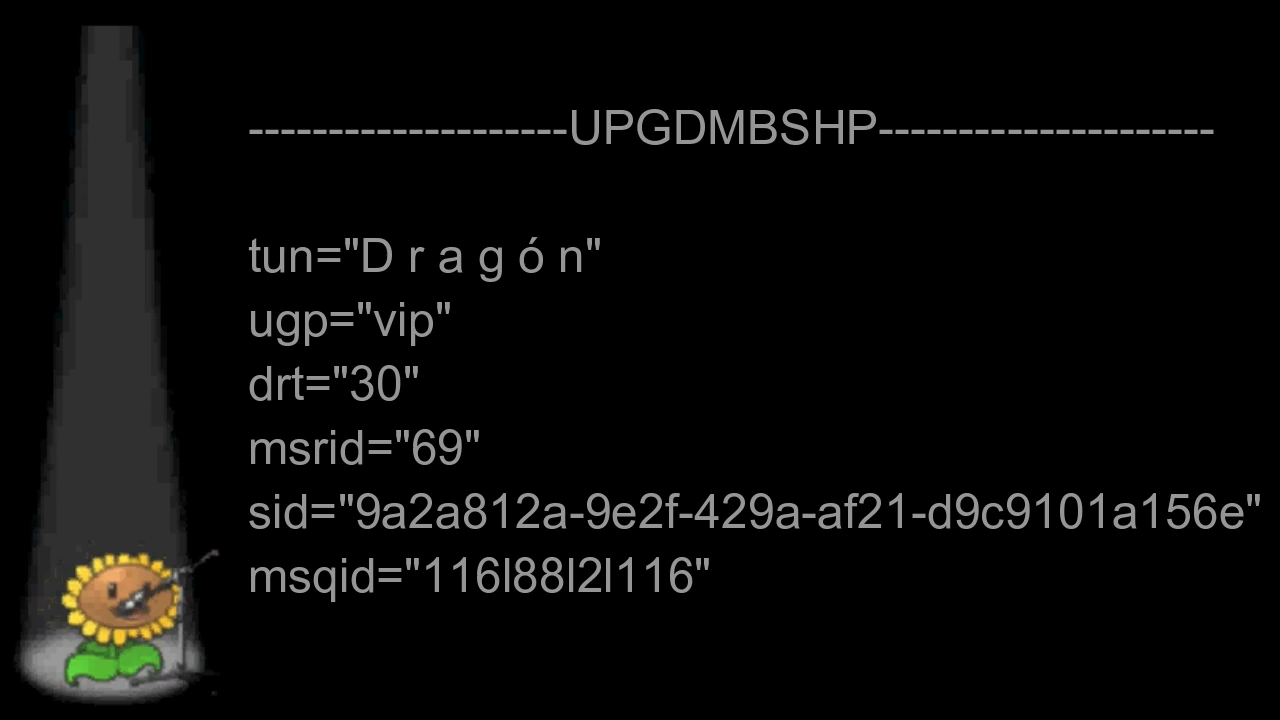 --------------------UPGDMBSHP---------------------
tun="D r a g ó n"
ugp="vip"
drt="30"
msrid="69"
sid="9a2a812a-9e2f-429a-af21-d9c9101a156e"
msqid="116l88l2l116"